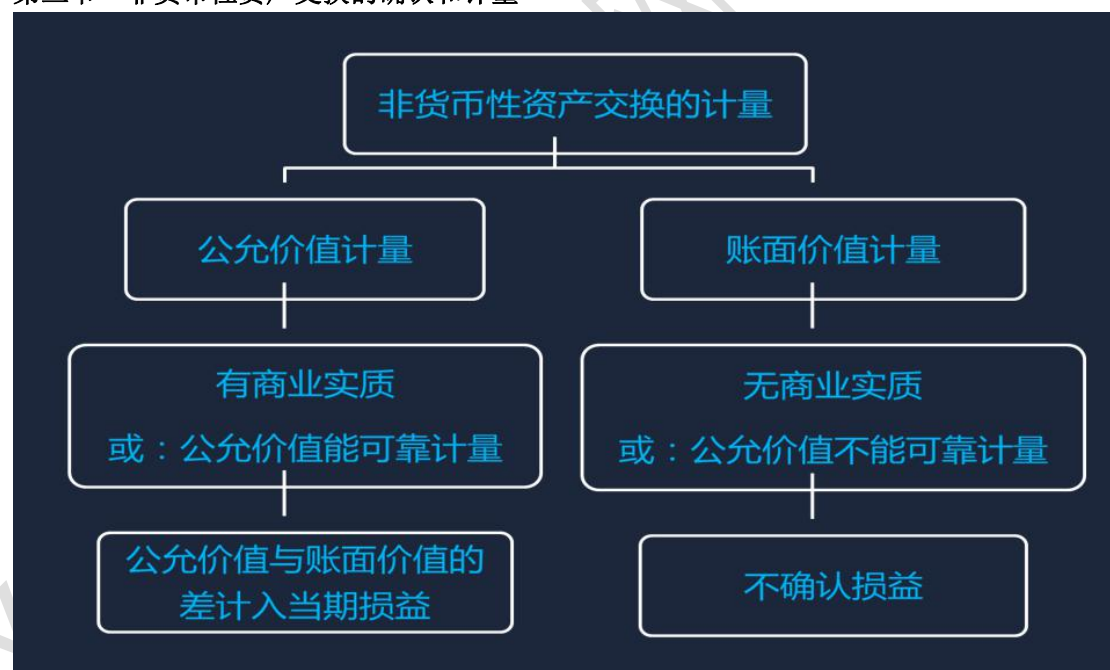 非货币性资产交换的计量
公允价值计量
账面价值计量
有商业实质
或：公允价值能可靠计量
无商业实质
或：公允价值不能可靠计量
公允价值与账面价值的
差计入当期损益
不确认损益